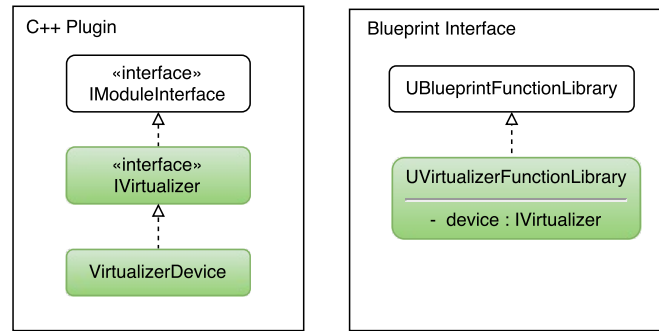 C++ Plugin
«interface»
IModuleInterface
«interface»
IVirtualizer
VirtualizerDevice
Blueprint Interface
UBlueprintFunctionLibrary
UVirtualizerFunctionLibrary
- device : IVirtualizer